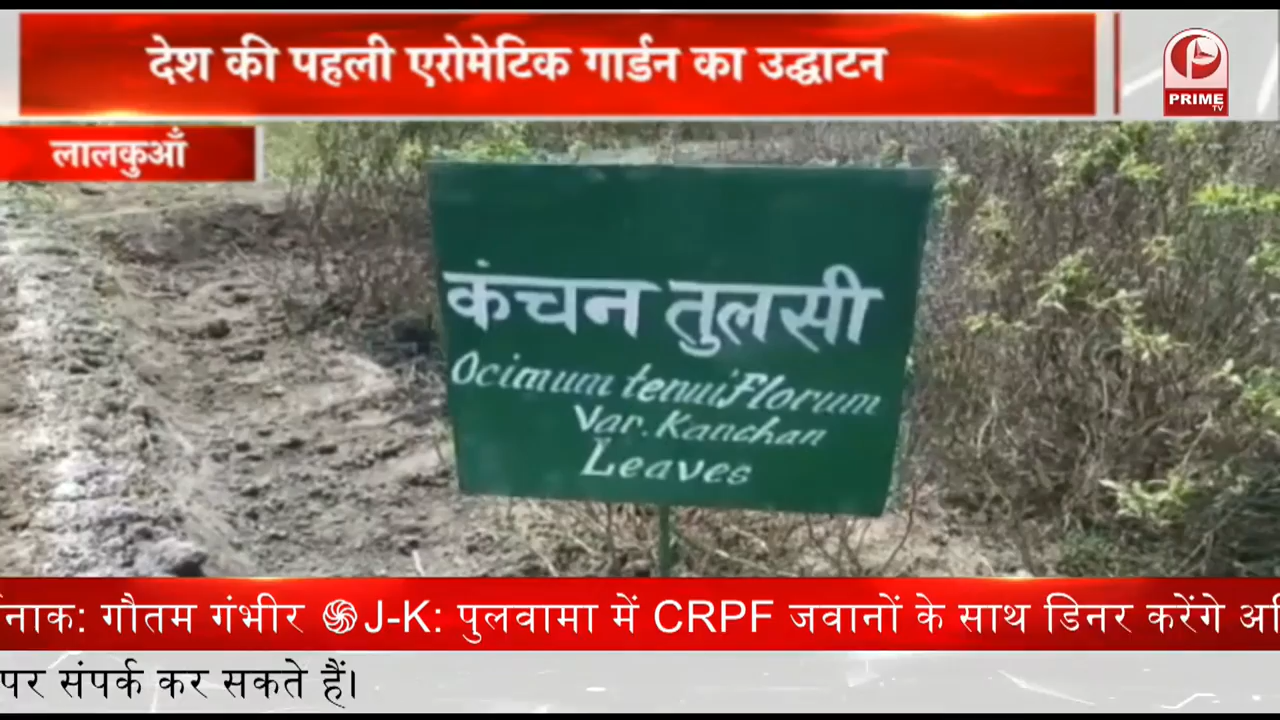 देश की पहली एरोमेटिक गार्डन का उद्घाटन
PRIME
TV
लालकुआँ
कंचन तुलसी
Ocimum tenuiFlorum
Var. Kanchan
Leaves
गौतम गंभीर J-K: पुलवामा में CRPF जवानों के साथ डिनर करेंगे
पर संपर्क कर सकते हैं।